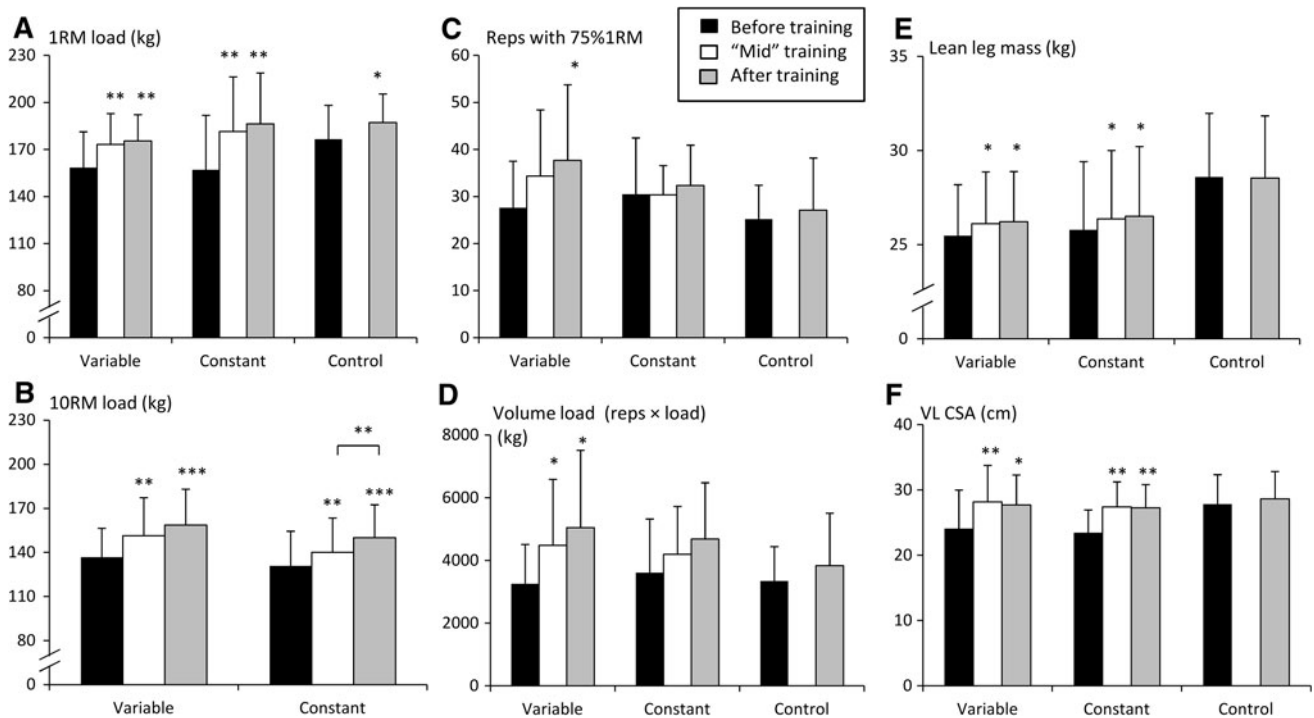 A
1RM load (kg)
230
200
170
140
110
80
0
** **
** **
*
Variable Constant Control
B
10RM load (kg)
230
200
170
140
110
80
0
** ***
** ***
**
Variable Constant
C
Reps with 75%1RM
60
50
40
30
20
10
0
*
Variable Constant Control
Before training
“Mid” training
After training
D
Volume load (reps × load)
(kg)
8000
6000
4000
2000
0
* *
Variable Constant Control
E
Lean leg mass (kg)
35
30
25
0
* *
* *
Variable Constant Control
F
VL CSA (cm)
40
30
20
10
0
** *
** **
Variable Constant Control